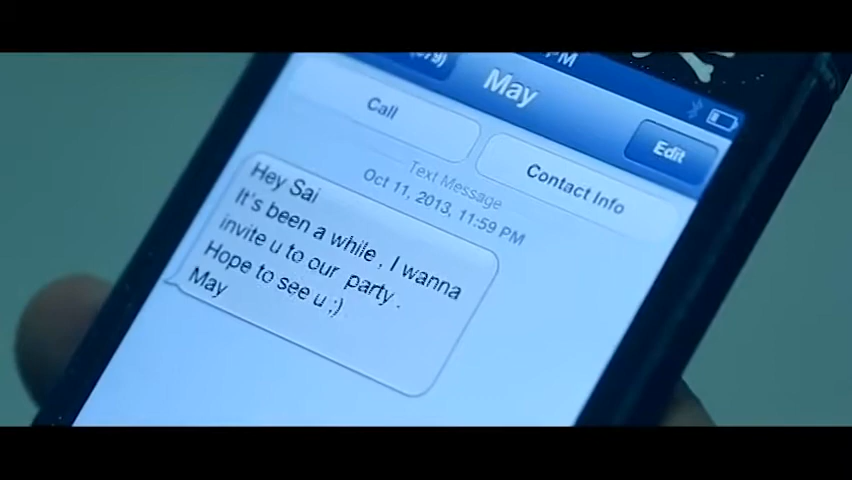 PM
May
Call
Contact Info
Edit
Text Message
Oct 11, 2013, 11:59 PM
Hey Sai
It's been a while , I wanna
invite u to our party .
Hope to see u ;)
May